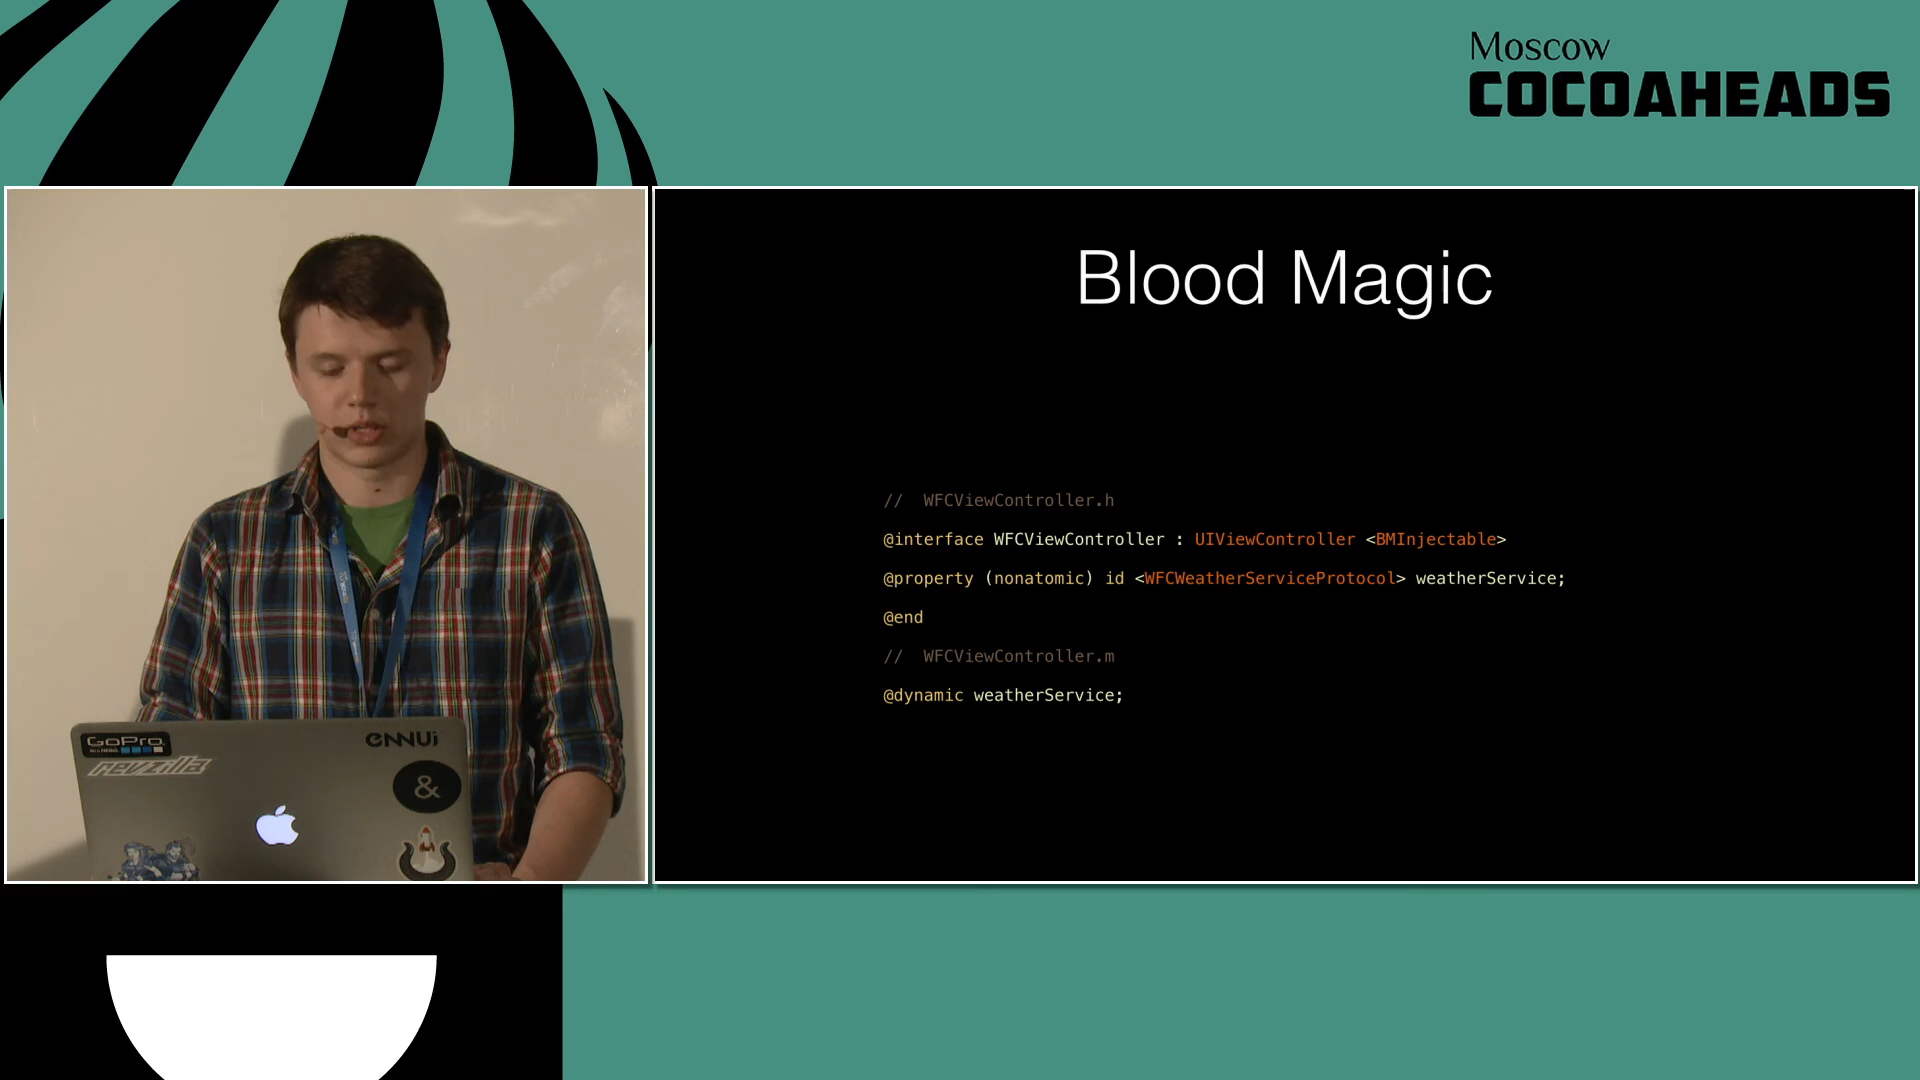 Moscow
COCOAHEADS
Blood Magic
// WFCViewController.h
@interface WFCViewController : UIViewController <BMInjectable>
@property (nonatomic) id <WFCWeatherServiceProtocol> weatherService;
@end
// WFCViewController.m
@dynamic weatherService;
GoPro
revzilla
ennui
&